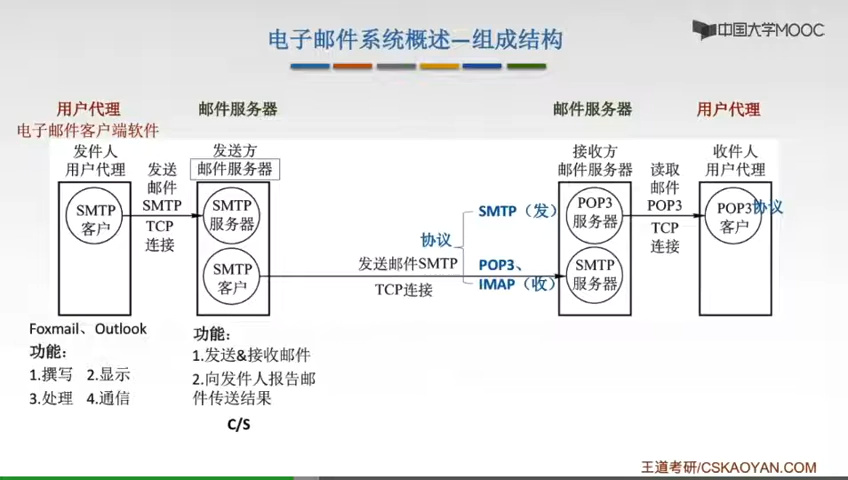 电子邮件系统概述—组成结构
中国大学MOOC
用户代理
邮件服务器
邮件服务器
用户代理
电子邮件客户端软件
发件人
用户代理
发送
邮件
SMTP
TCP
连接
发送方
邮件服务器
接收方
邮件服务器
读取
邮件
POP3
TCP
连接
收件人
用户代理
SMTP
客户
SMTP
服务器
SMTP
客户
协议
SMTP（发）
POP3、
IMAP（收）
发送邮件SMTP
TCP连接
POP3
服务器
SMTP
服务器
POP3
客户
协议
Foxmail、Outlook
功能：
1.撰写 2.显示
3.处理 4.通信
功能：
1.发送&接收邮件
2.向发件人报告邮
件传送结果
C/S
王道考研/CSKAOYAN.COM